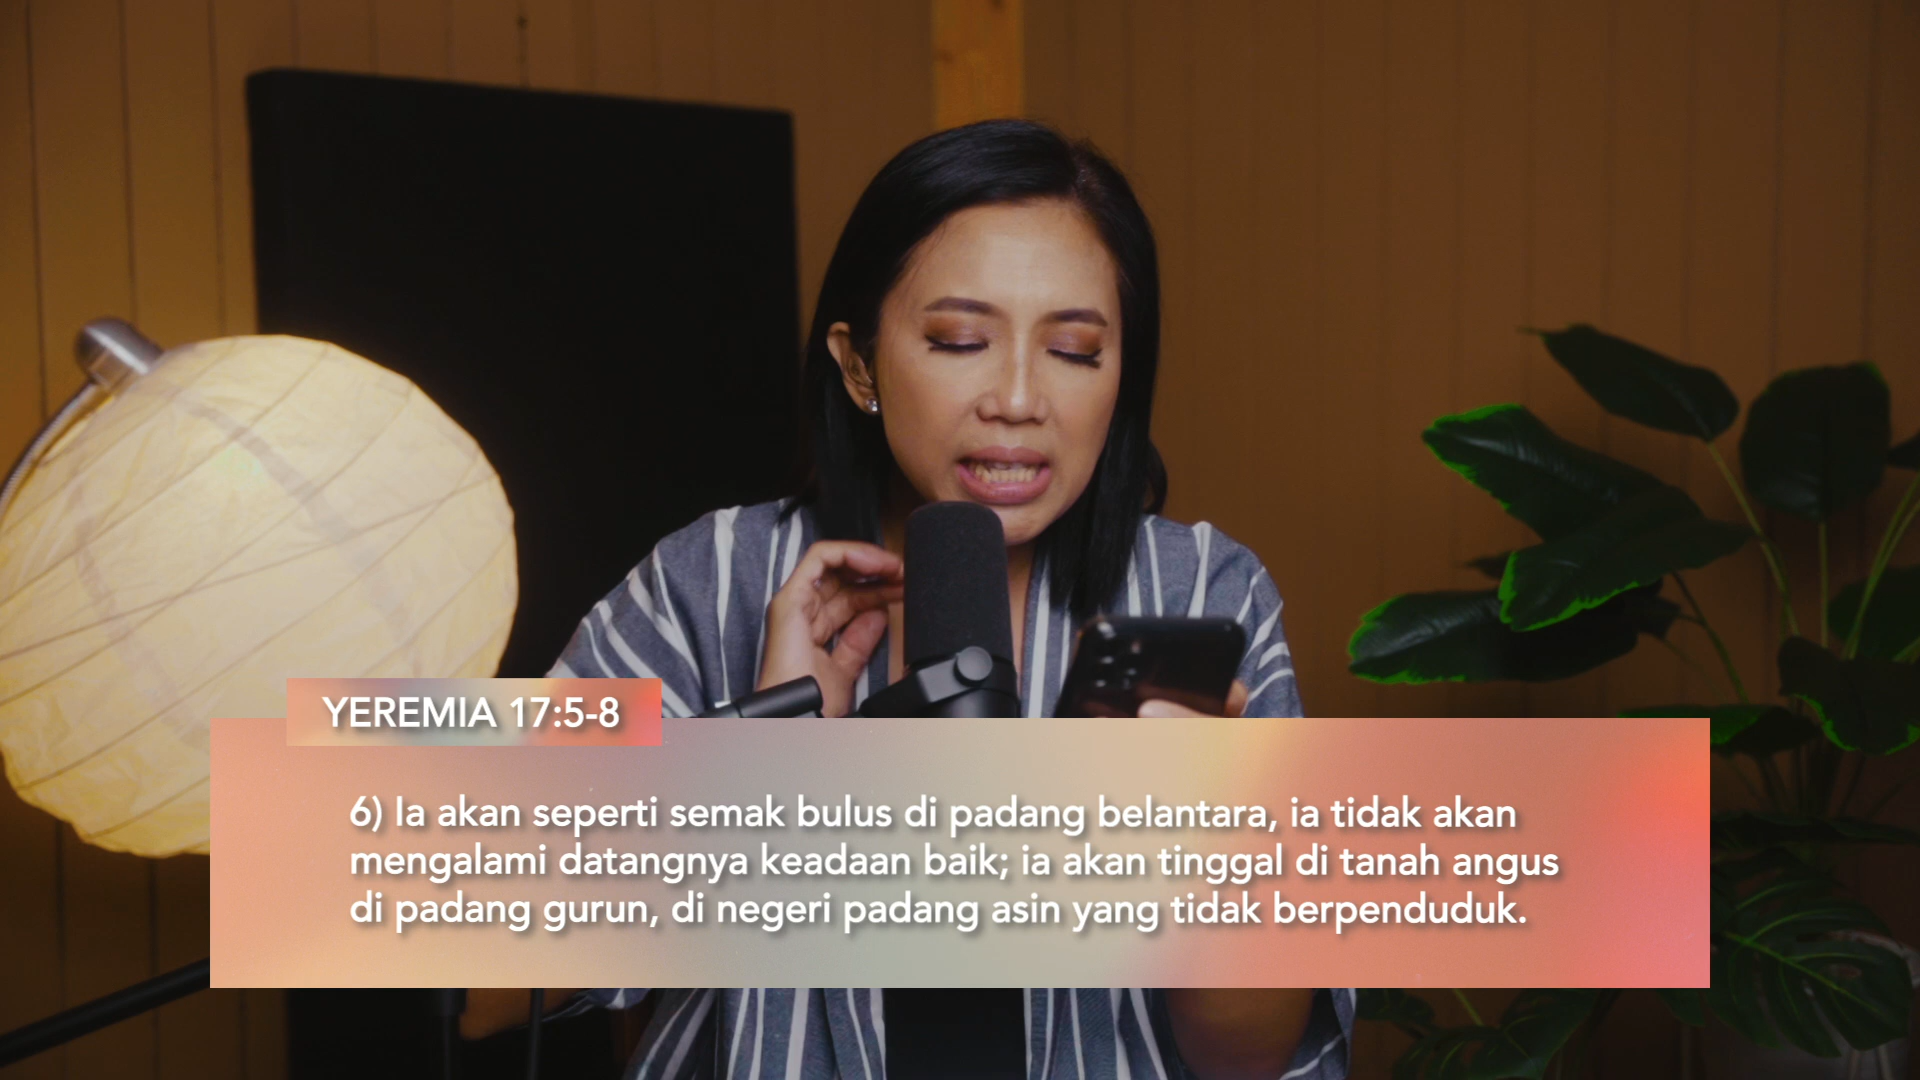 YEREMIA 17:5-8
6) Ia akan seperti semak bulus di padang belantara, ia tidak akan
mengalami datangnya keadaan baik; ia akan tinggal di tanah angus
di padang gurun, di negeri padang asin yang tidak berpenduduk.